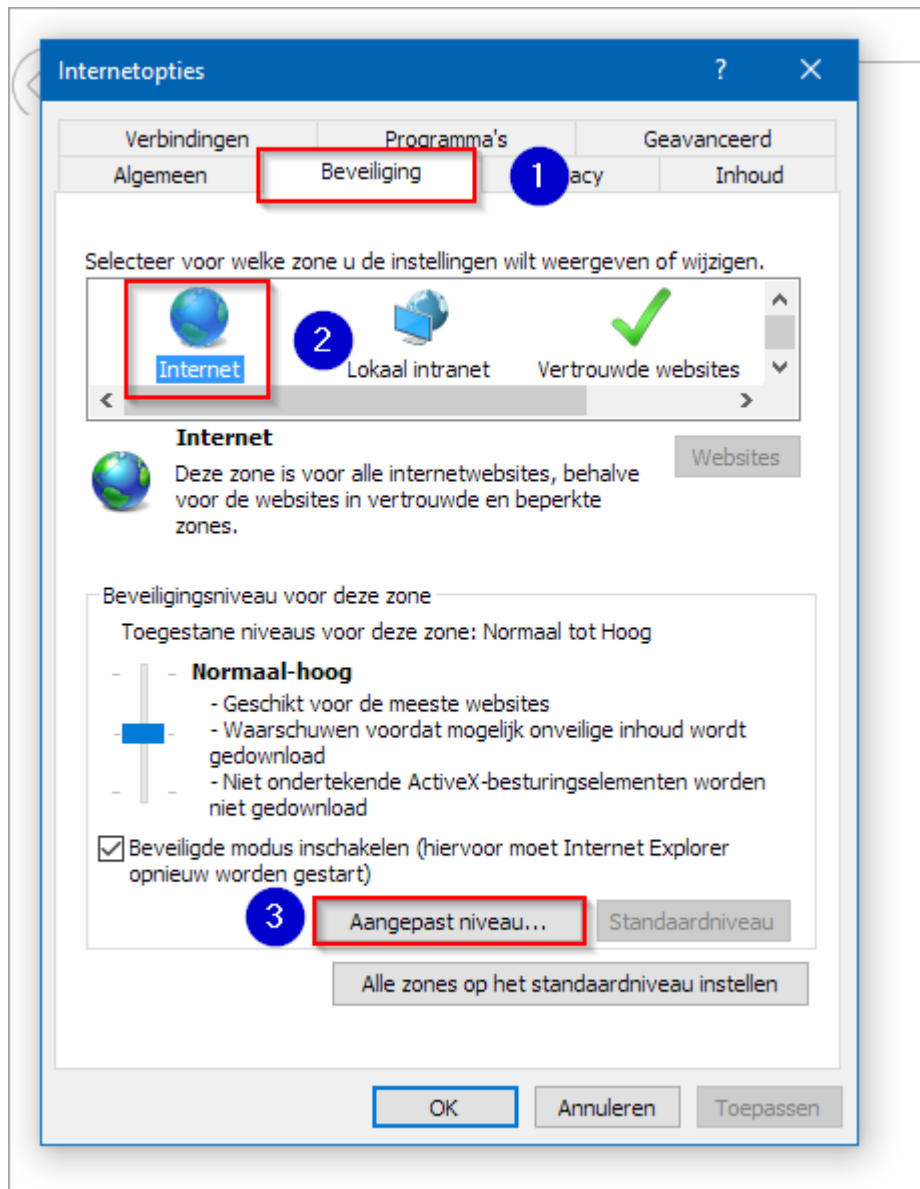 Internetopties ?
Verbindingen Programma's Geavanceerd
Algemeen Beveiliging 1 acy Inhoud
Selecteer voor welke zone u de instellingen wilt weergeven of wijzigen.
2
Internet Lokaal intranet Vertrouwde websites
Internet
Websites
Deze zone is voor alle internetwebsites, behalve
voor de websites in vertrouwde en beperkte
zones.
Beveiligingsniveau voor deze zone
Toegestane niveaus voor deze zone: Normaal tot Hoog
Normaal-hoog
- Geschikt voor de meeste websites
- Waarschuwen voordat mogelijk onveilige inhoud wordt
gedownload
- Niet ondertekende ActiveX-besturingselementen worden
niet gedownload
Beveiligde modus inschakelen (hiervoor moet Internet Explorer
opnieuw worden gestart)
3 Aangepast niveau... Standaardniveau
Alle zones op het standaardniveau instellen
OK Annuleren Toepassen